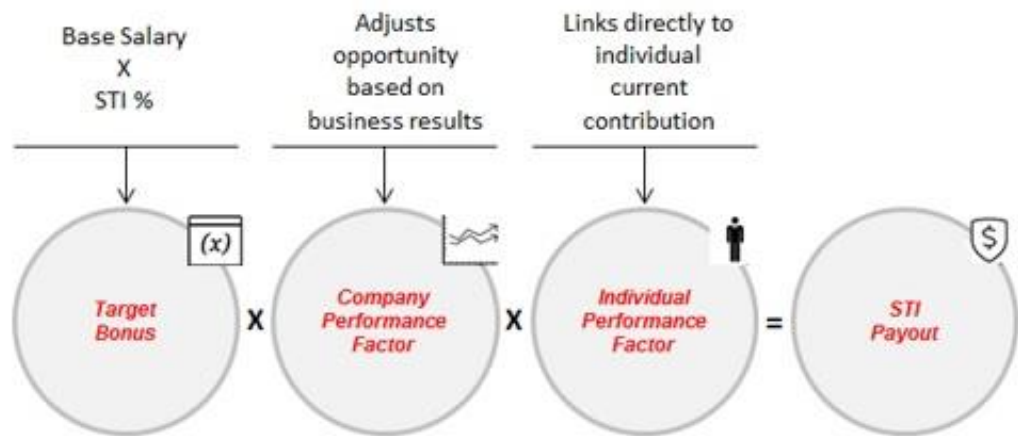 Base Salary
X
STI %
Adjusts
opportunity
based on
business results
Links directly to
individual
current
contribution
(x)
$
Target
Bonus
X
Company
Performance
Factor
X
Individual
Performance
Factor
=
STI
Payout